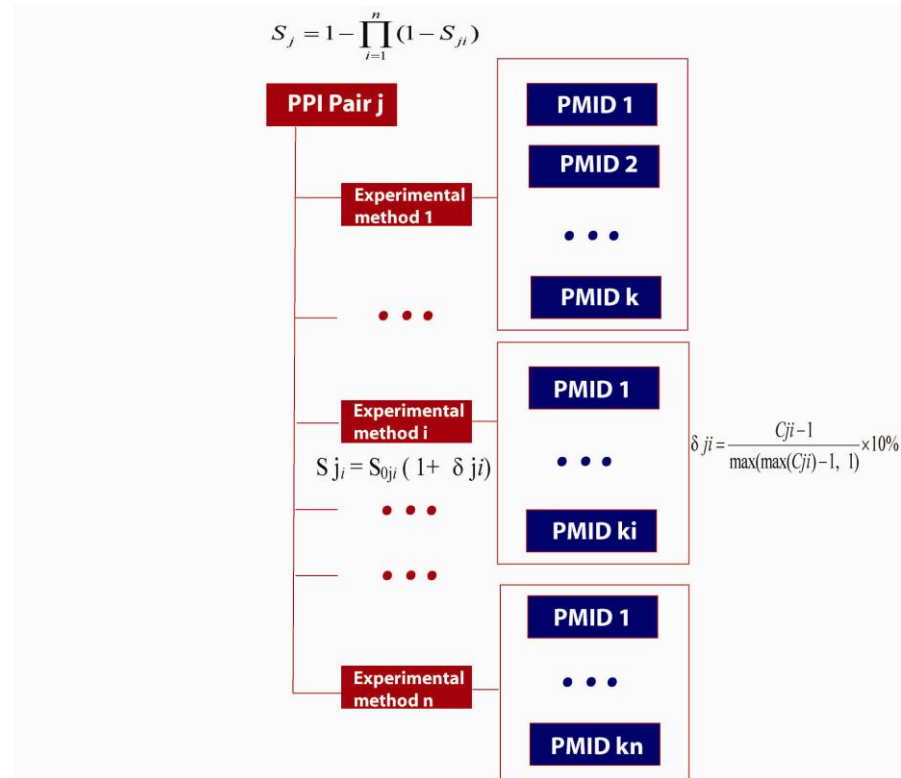 S_j = 1 − ∏_{i=1}^{n} (1 − S_{ji})
PPI Pair j
PMID 1
PMID 2
Experimental
method 1
• • •
PMID k
• • •
PMID 1
Experimental
method i
S j_i = S_{0ji} ( 1+ δ ji)
• • •
δ ji = \frac{Cji−1}{max(max(Cji)−1, 1)} ×10%
• • •
PMID ki
• • •
PMID 1
Experimental
method n
• • •
PMID kn